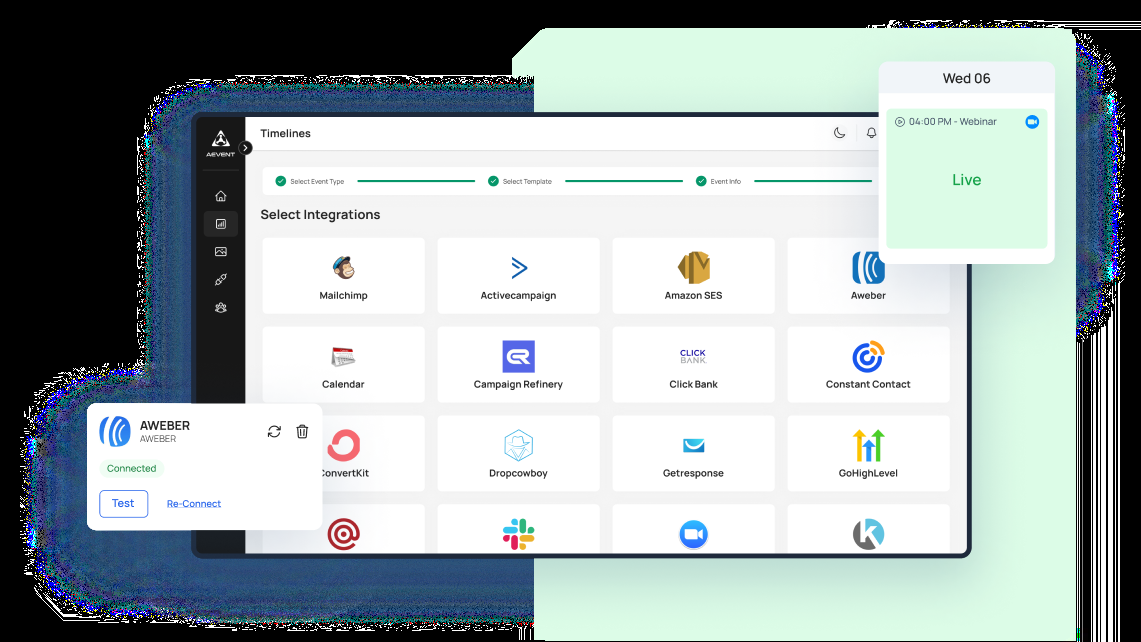 Wed 06
04:00 PM - Webinar
Live
AEVENT
Timelines
Select Event Type
Select Template
Event Info
Select Integrations
Mailchimp
Activecampaign
Amazon SES
Aweber
Calendar
Campaign Refinery
CLICK
BANK
Click Bank
Constant Contact
ConvertKit
Dropcowboy
Getresponse
GoHighLevel
AWEBER
AWEBER
Connected
Test
Re-Connect